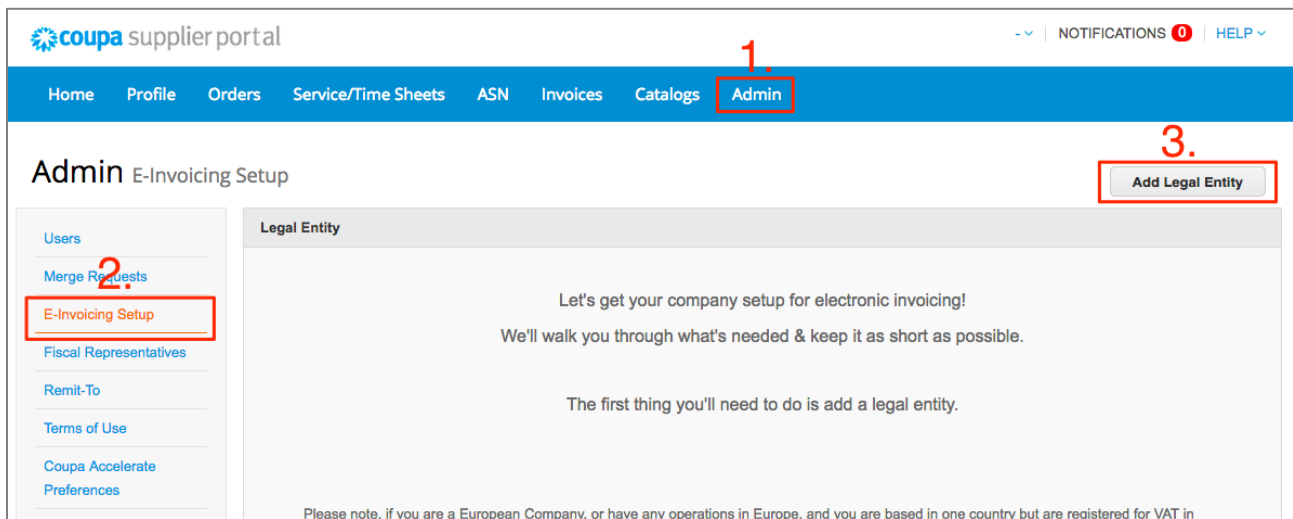 coupa supplier portal
- NOTIFICATIONS 0 HELP
1.
Home Profile Orders Service/Time Sheets ASN Invoices Catalogs Admin
3.
Admin E-Invoicing Setup
Add Legal Entity
Users
Merge Requests
2.
E-Invoicing Setup
Fiscal Representatives
Remit-To
Terms of Use
Coupa Accelerate
Preferences
Legal Entity
Let's get your company setup for electronic invoicing!
We'll walk you through what's needed & keep it as short as possible.
The first thing you'll need to do is add a legal entity.
Please note, if you are a European Company, or have any operations in Europe, and you are based in one country but are registered for VAT in